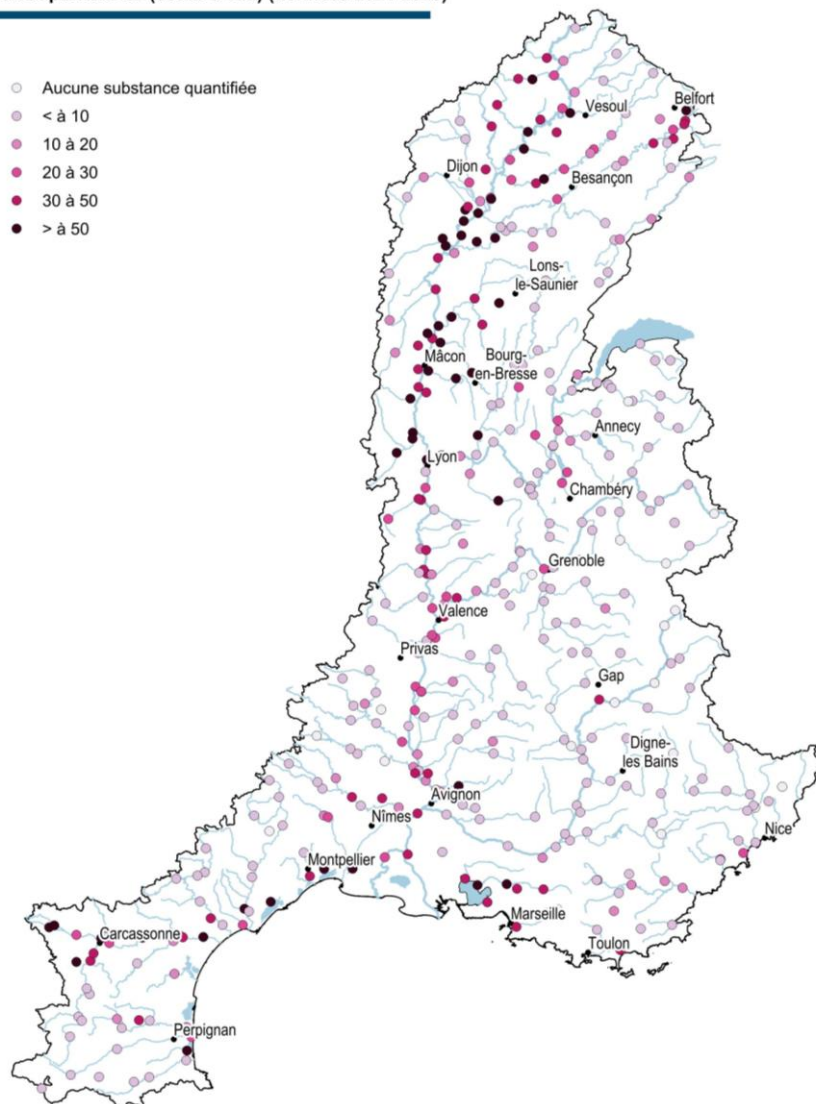 Aucune substance quantifiée
< à 10
10 à 20
20 à 30
30 à 50
> à 50
Vesoul
Belfort
Dijon
Besançon
Lons-
le-Saunier
Mâcon
Bourg-
en-Bresse
Annecy
Lyon
Chambéry
Grenoble
Valence
Privas
Gap
Digne-
les Bains
Avignon
Nîmes
Nice
Montpellier
Marseille
Carcassonne
Toulon
Perpignan